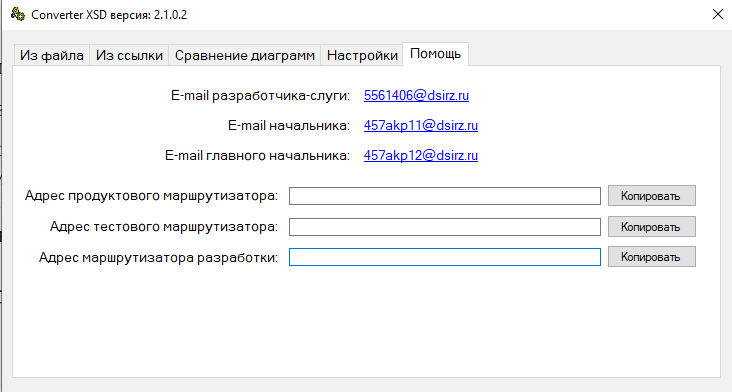 Converter XSD версия: 2.1.0.2
Из файла Из ссылки Сравнение диаграмм Настройки Помощь
E-mail разработчика-слуги: 5561406@dsirz.ru
E-mail начальника: 457akp11@dsirz.ru
E-mail главного начальника: 457akp12@dsirz.ru
Адрес продуктового маршрутизатора: Копировать
Адрес тестового маршрутизатора: Копировать
Адрес маршрутизатора разработки: Копировать